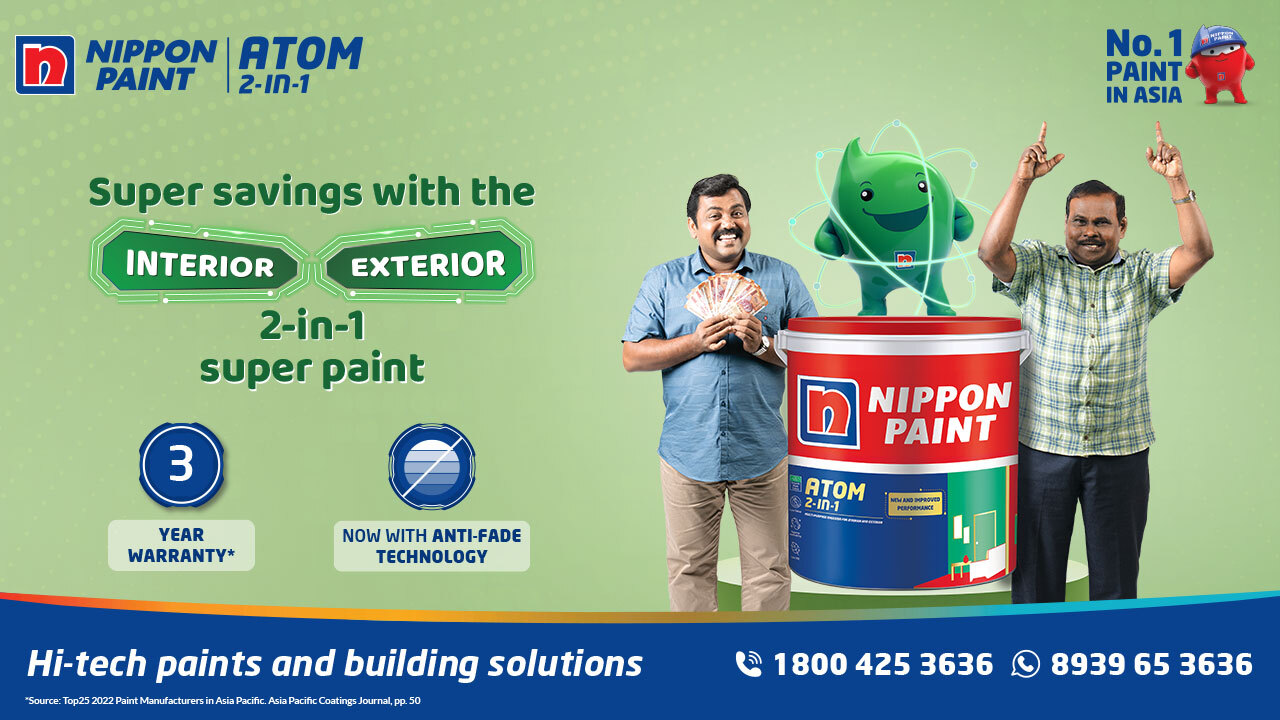 n NIPPON
PAINT
ATOM
2-IN-1
No.1
PAINT
IN ASIA
NIPPON
PAINT
Super savings with the
INTERIOR EXTERIOR
2-in-1
super paint
3
YEAR
WARRANTY*
NOW WITH ANTI-FADE
TECHNOLOGY
n
n NIPPON
PAINT
ATOM
2-IN-1
NEW AND IMPROVED
PERFORMANCE
Hi-tech paints and building solutions
1800 425 3636
8939 65 3636
*Source: Top25 2022 Paint Manufacturers in Asia Pacific. Asia Pacific Coatings Journal, pp. 50